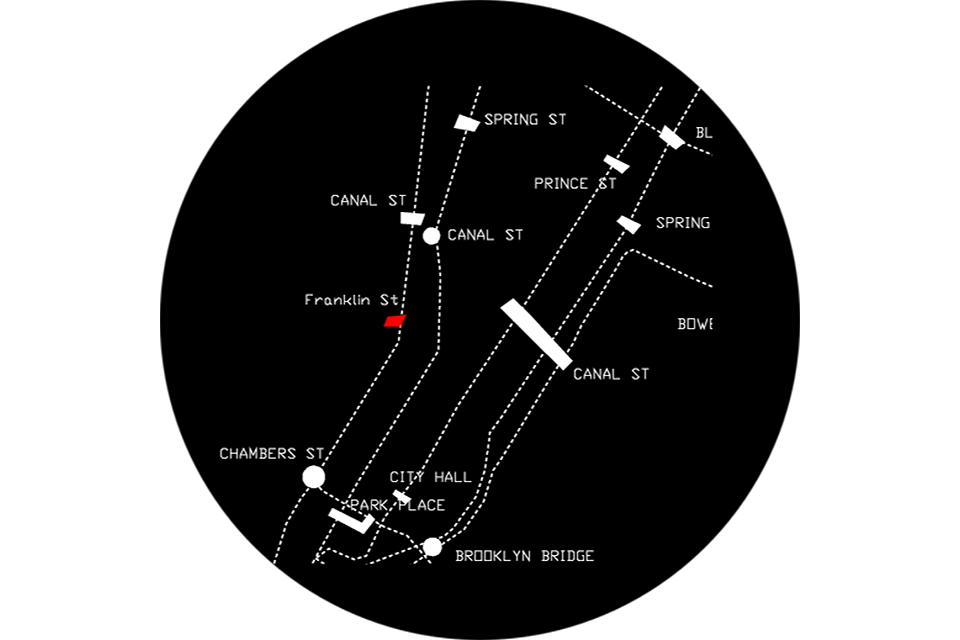 SPRING ST
BL
PRINCE ST
CANAL ST
SPRING
CANAL ST
Franklin St
BOWE
CANAL ST
CHAMBERS ST
CITY HALL
PARK PLACE
BROOKLYN BRIDGE